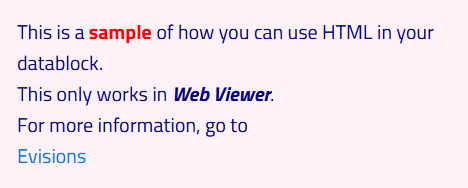 This is a sample of how you can use HTML in your
datablock.
This only works in Web Viewer.
For more information, go to
Evisions